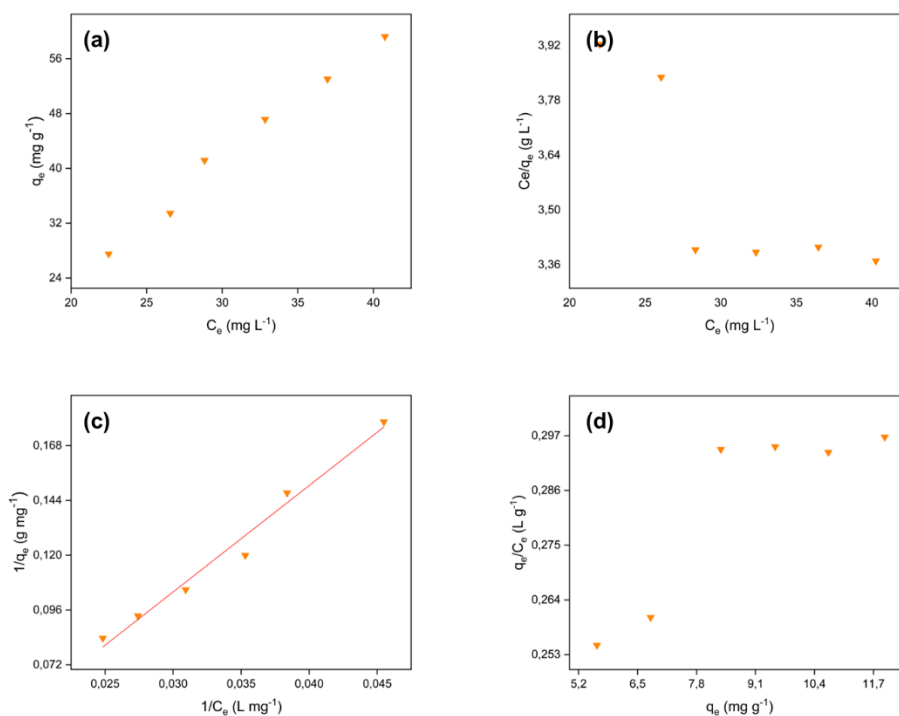 (a)
56
48
40
32
24
20 25 30 35 40
qe (mg g-1)
Ce (mg L-1)
(b)
3,92
3,78
3,64
3,50
3,36
20 25 30 35 40
Ce/qe (g L-1)
Ce (mg L-1)
(c)
0,168
0,144
0,120
0,096
0,072
0,025 0,030 0,035 0,040 0,045
1/qe (g mg-1)
1/Ce (L mg-1)
(d)
0,297
0,286
0,275
0,264
0,253
5,2 6,5 7,8 9,1 10,4 11,7
qe/Ce (L g-1)
qe (mg g-1)